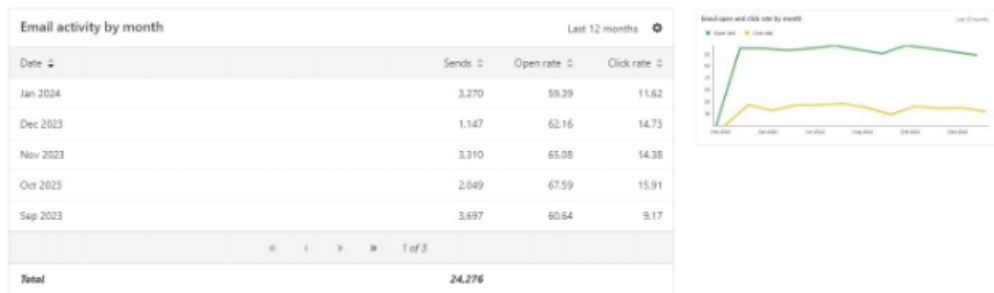 Email activity by month
Last 12 months
Date Sends Open rate Click rate
Jan 2024 3,270 59.39 11.62
Dec 2023 1,147 62.16 14.73
Nov 2023 3,310 65.08 14.38
Oct 2023 2,049 67.59 15.91
Sep 2023 3,697 60.64 9.17
« ‹ › » 1 of 3
Total 24,276
Email open and click rate by month
Last 12 months
Open rate Click rate